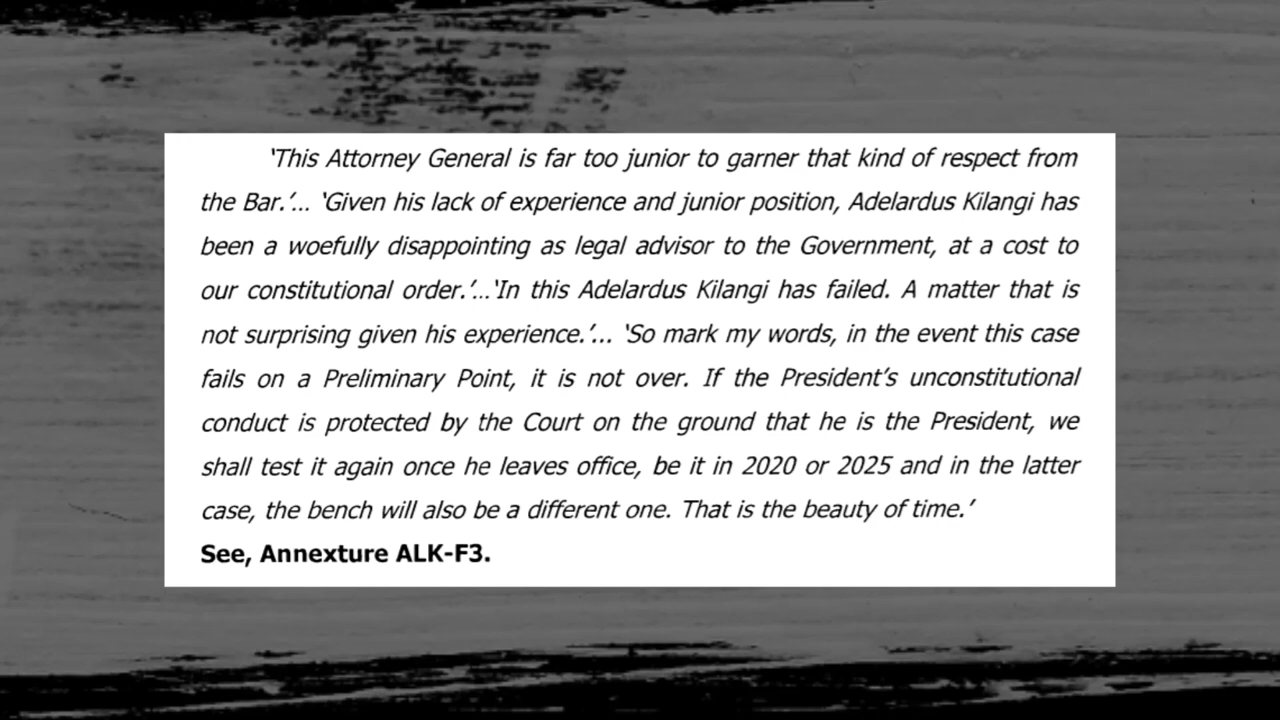 ‘This Attorney General is far too junior to garner that kind of respect from
the Bar.’... ‘Given his lack of experience and junior position, Adelardus Kilangi has
been a woefully disappointing as legal advisor to the Government, at a cost to
our constitutional order.’...‘In this Adelardus Kilangi has failed. A matter that is
not surprising given his experience.’... ‘So mark my words, in the event this case
fails on a Preliminary Point, it is not over. If the President’s unconstitutional
conduct is protected by the Court on the ground that he is the President, we
shall test it again once he leaves office, be it in 2020 or 2025 and in the latter
case, the bench will also be a different one. That is the beauty of time.’
See, Annexture ALK-F3.